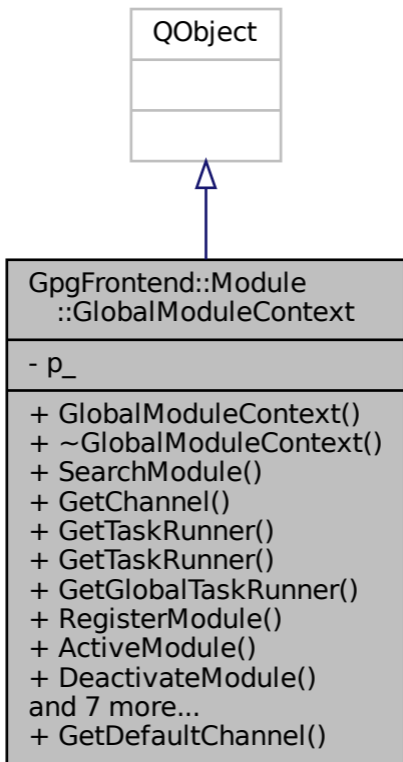 QObject
GpgFrontend::Module
::GlobalModuleContext
- p_
+ GlobalModuleContext()
+ ~GlobalModuleContext()
+ SearchModule()
+ GetChannel()
+ GetTaskRunner()
+ GetTaskRunner()
+ GetGlobalTaskRunner()
+ RegisterModule()
+ ActiveModule()
+ DeactivateModule()
and 7 more...
+ GetDefaultChannel()